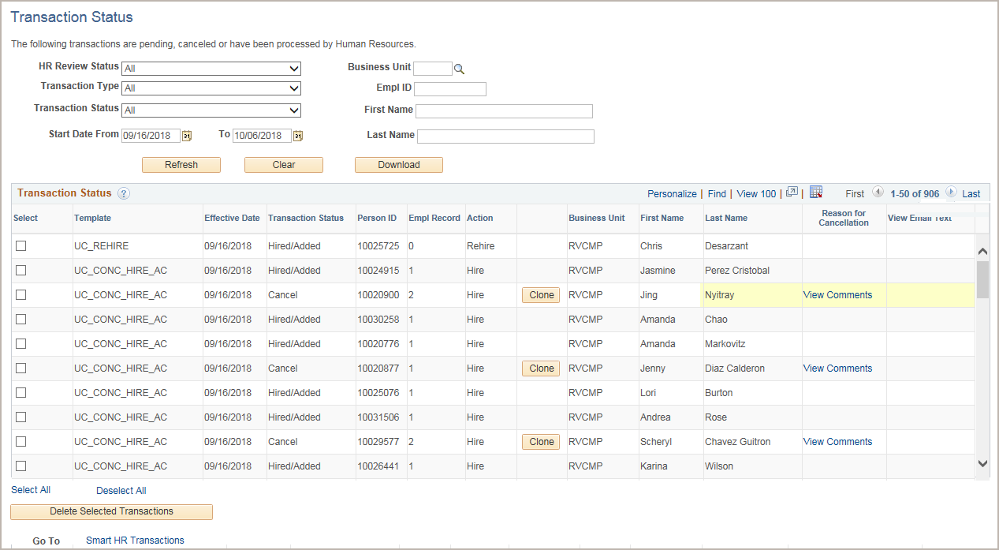 Transaction Status
The following transactions are pending, canceled or have been processed by Human Resources.
HR Review Status All Business Unit
Transaction Type All Empl ID
Transaction Status All First Name
Start Date From 09/16/2018 To 10/06/2018 Last Name
Refresh Clear Download
Transaction Status ? Personalize | Find | View 100 | | First 1-50 of 906 Last
Select Template Effective Date Transaction Status Person ID Empl Record Action Business Unit First Name Last Name Reason for Cancellation View Email Text
UC_REHIRE 09/16/2018 Hired/Added 10025725 0 Rehire RVCMP Chris Desarzant
UC_CONC_HIRE_AC 09/16/2018 Hired/Added 10024915 1 Hire RVCMP Jasmine Perez Cristobal
UC_CONC_HIRE_AC 09/16/2018 Cancel 10020900 2 Hire Clone RVCMP Jing Nyitray View Comments
UC_CONC_HIRE_AC 09/16/2018 Hired/Added 10030258 1 Hire RVCMP Amanda Chao
UC_CONC_HIRE_AC 09/16/2018 Hired/Added 10020776 1 Hire RVCMP Amanda Markovitz
UC_CONC_HIRE_AC 09/16/2018 Cancel 10020877 1 Hire Clone RVCMP Jenny Diaz Calderon View Comments
UC_CONC_HIRE_AC 09/16/2018 Hired/Added 10025076 1 Hire RVCMP Lori Burton
UC_CONC_HIRE_AC 09/16/2018 Hired/Added 10031506 1 Hire RVCMP Andrea Rose
UC_CONC_HIRE_AC 09/16/2018 Cancel 10029577 2 Hire Clone RVCMP Scheryl Chavez Guitron View Comments
UC_CONC_HIRE_AC 09/16/2018 Hired/Added 10026441 1 Hire RVCMP Karina Wilson
Select All Deselect All
Delete Selected Transactions
Go To Smart HR Transactions